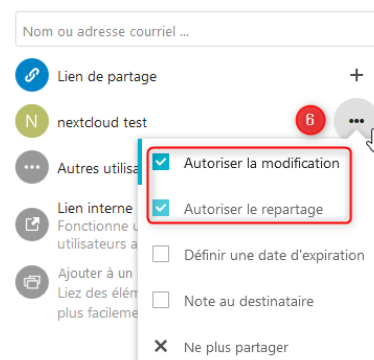 Nom ou adresse courriel ...
Lien de partage
N nextcloud test 6
Autres utilisa
Autoriser la modification
Lien interne
Fonctionne
utilisateurs a
Autoriser le repartage
Définir une date d'expiration
Ajouter à un
Liez des élém
plus facileme
Note au destinataire
Ne plus partager